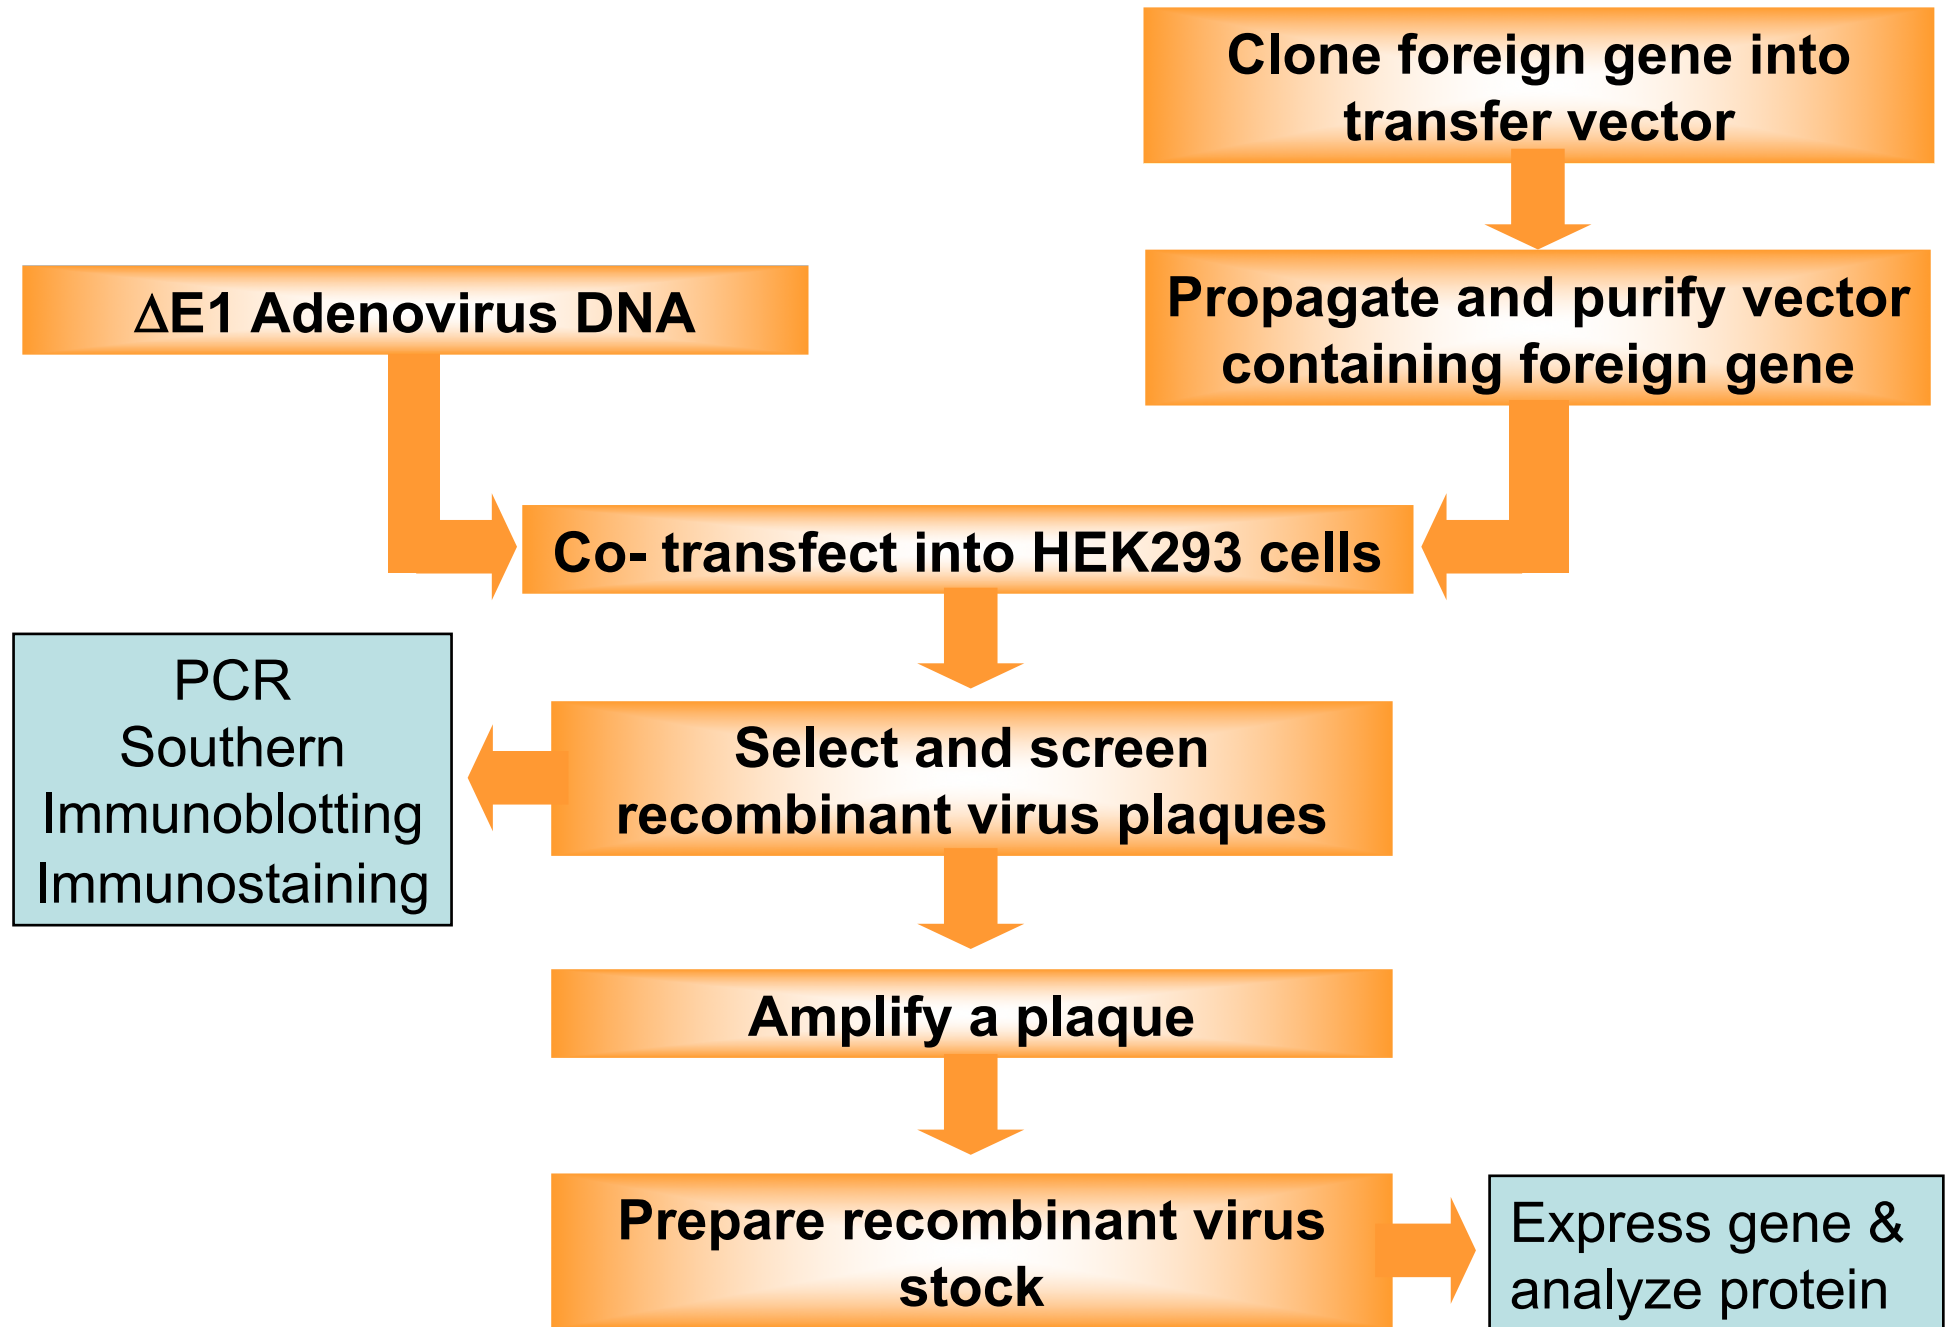 Clone foreign gene into
transfer vector
ΔE1 Adenovirus DNA
Propagate and purify vector
containing foreign gene
Co- transfect into HEK293 cells
PCR
Southern
Immunoblotting
Immunostaining
Select and screen
recombinant virus plaques
Amplify a plaque
Prepare recombinant virus
stock
Express gene &
analyze protein